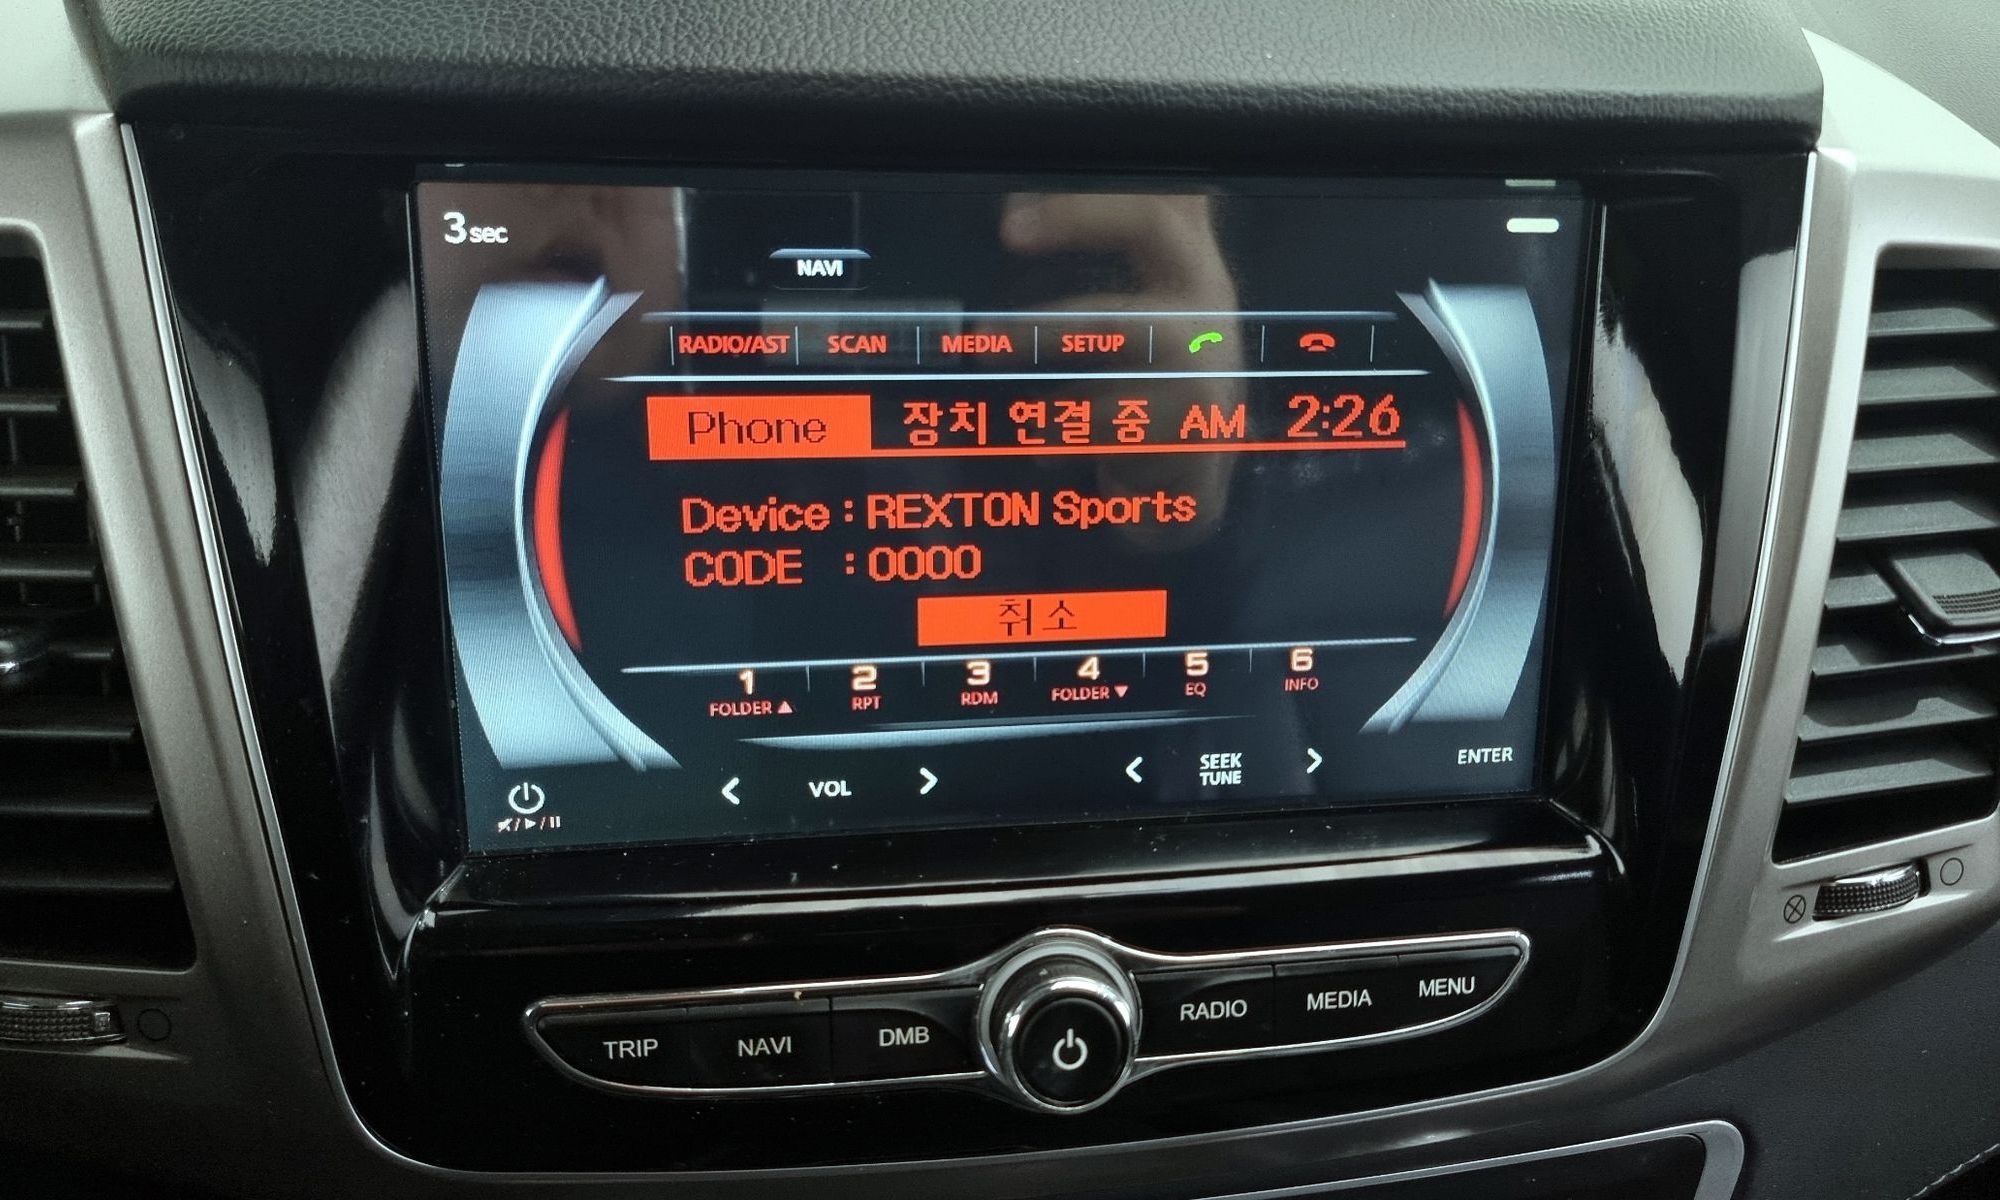 3 sec
NAVI
RADIO/AST SCAN MEDIA SETUP
Phone 장치 연결 중 AM 2:26
Device : REXTON Sports
CODE : 0000
취소
1 2 3 4 5 6
FOLDER ▲ RPT RDM FOLDER ▼ EQ INFO
< VOL > < SEEK TUNE > ENTER
TRIP NAVI DMB RADIO MEDIA MENU